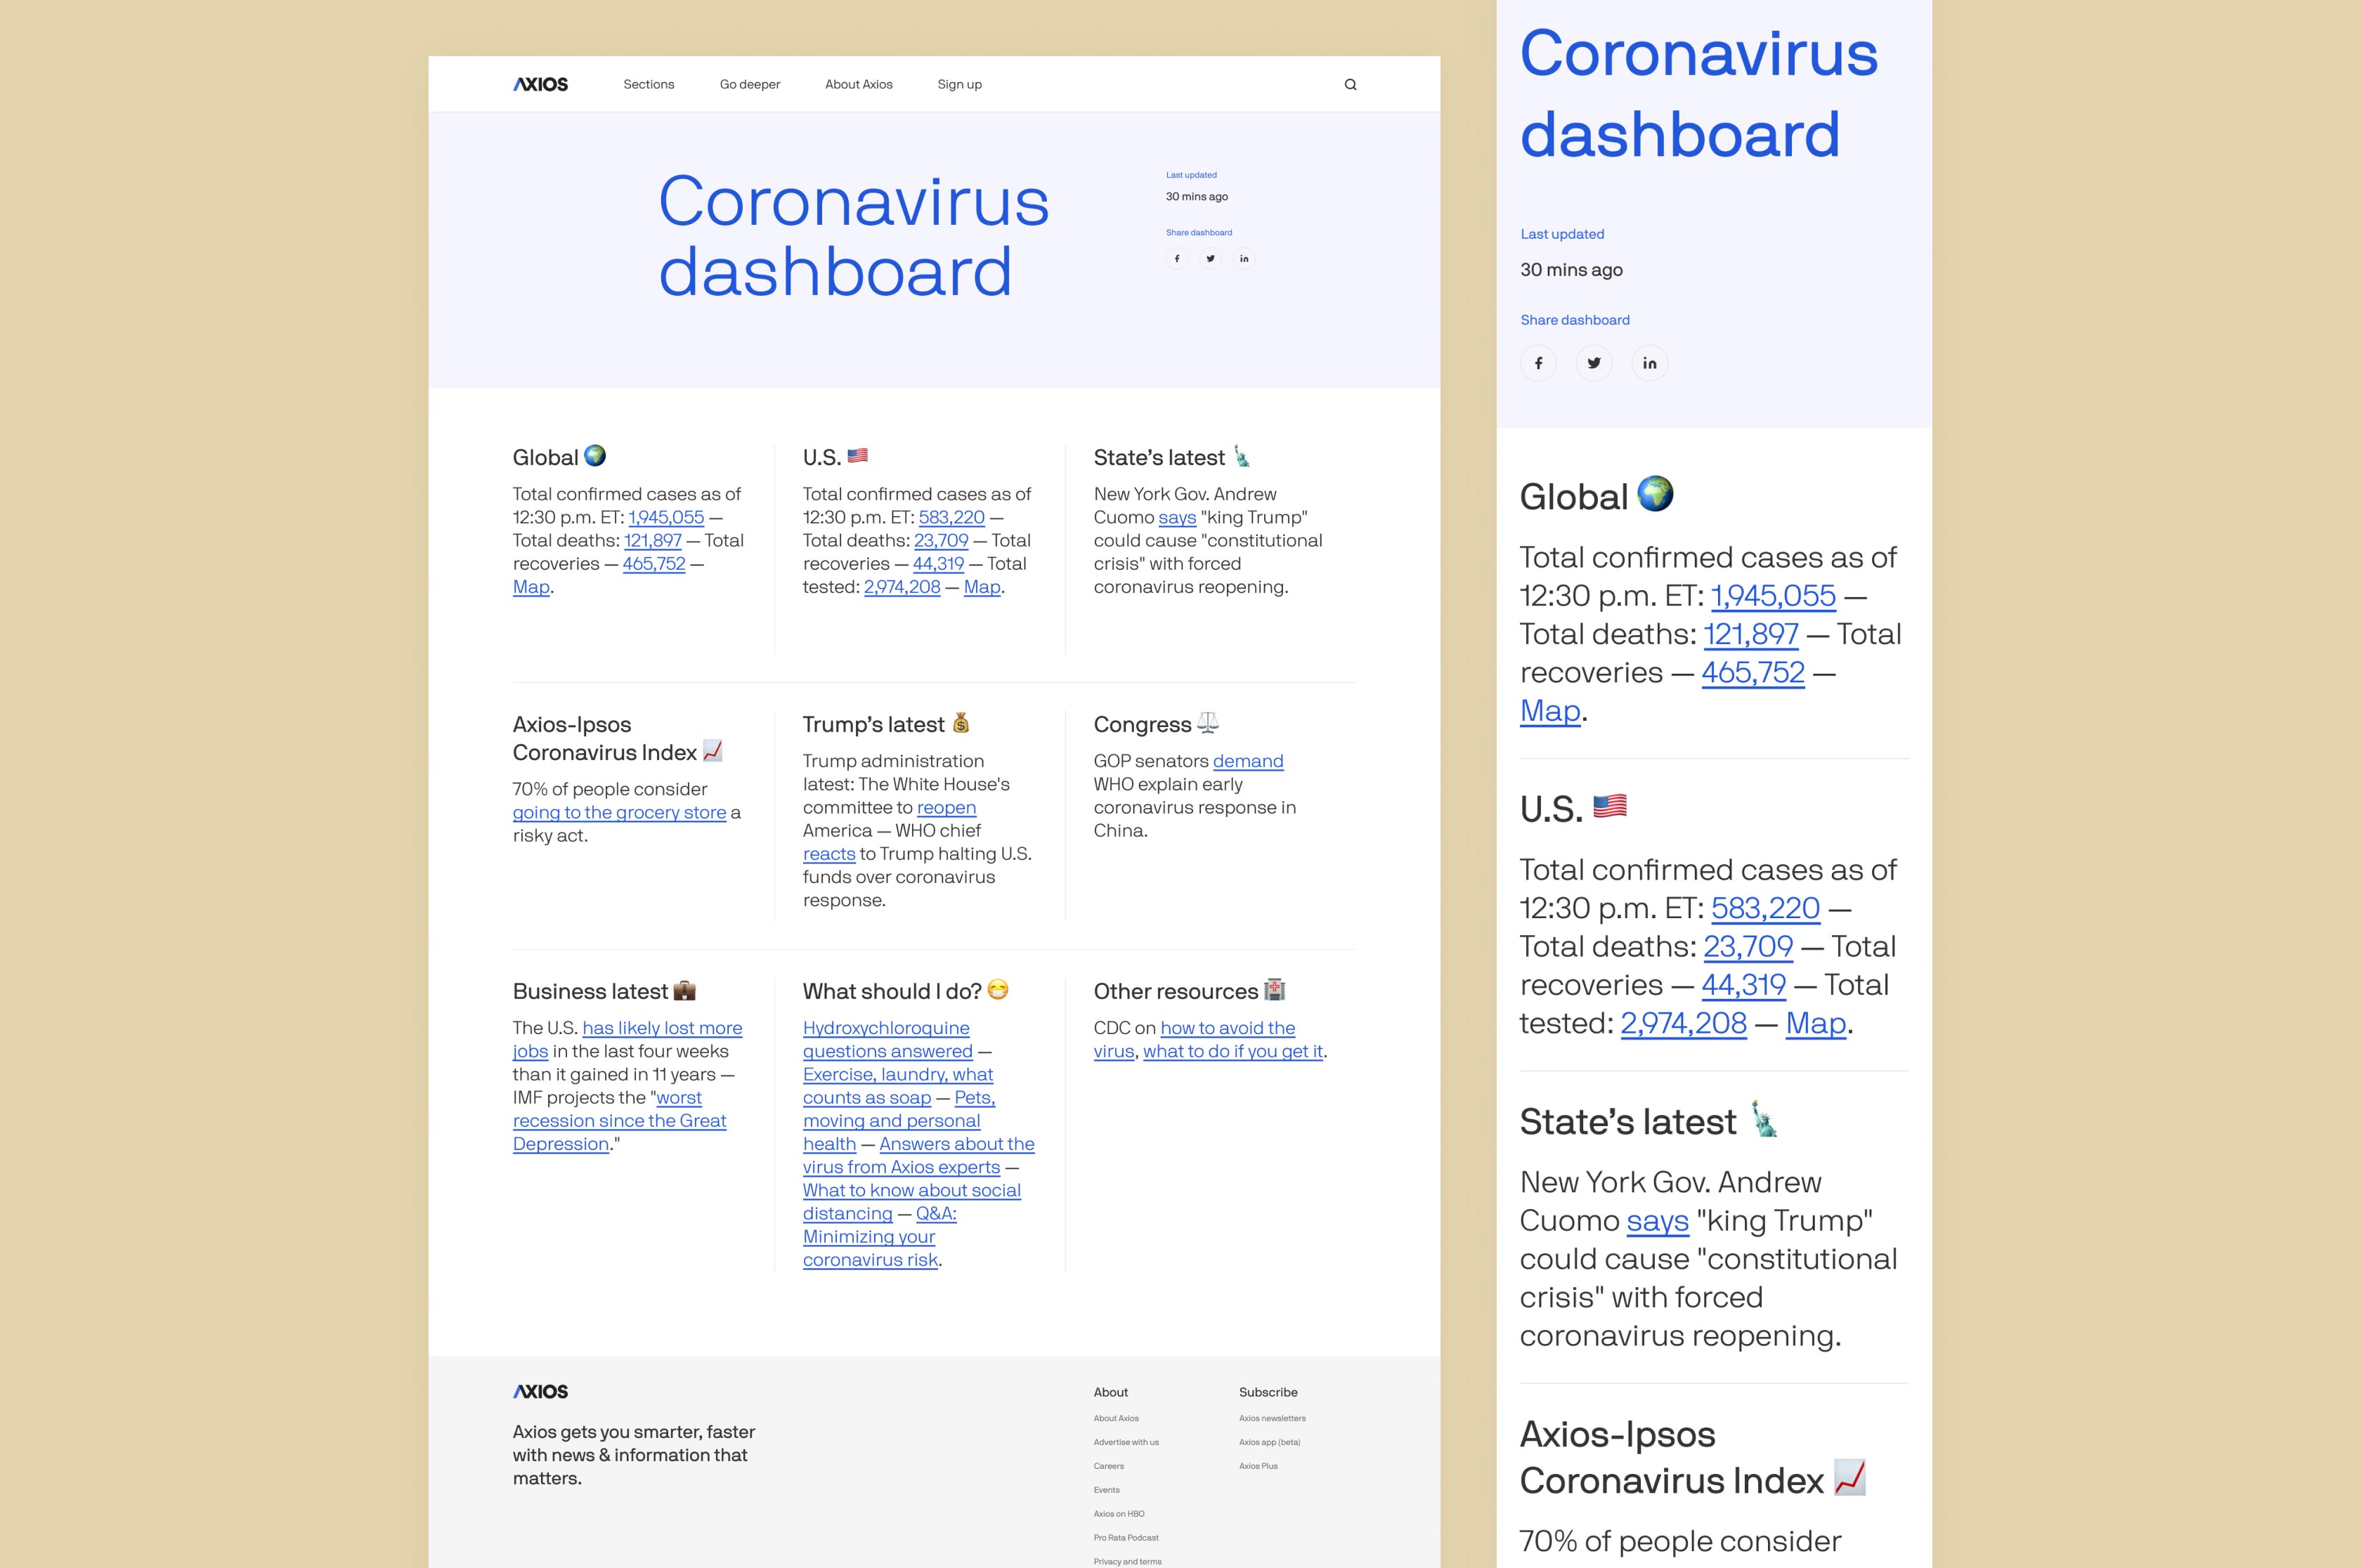 AXIOS
Sections
Go deeper
About Axios
Sign up
Coronavirus
dashboard
Last updated
30 mins ago
Share dashboard
Global 🌍
Total confirmed cases as of
12:30 p.m. ET: 1,945,055 —
Total deaths: 121,897 — Total
recoveries — 465,752 —
Map.
U.S. 🇺🇸
Total confirmed cases as of
12:30 p.m. ET: 583,220 —
Total deaths: 23,709 — Total
recoveries — 44,319 — Total
tested: 2,974,208 — Map.
State’s latest 🗽
New York Gov. Andrew
Cuomo says "king Trump"
could cause "constitutional
crisis" with forced
coronavirus reopening.
Axios-Ipsos
Coronavirus Index 📈
70% of people consider
going to the grocery store a
risky act.
Trump’s latest 💰
Trump administration
latest: The White House's
committee to reopen
America — WHO chief
reacts to Trump halting U.S.
funds over coronavirus
response.
Congress ⚖️
GOP senators demand
WHO explain early
coronavirus response in
China.
Business latest 💼
The U.S. has likely lost more
jobs in the last four weeks
than it gained in 11 years —
IMF projects the "worst
recession since the Great
Depression."
What should I do? 😷
Hydroxychloroquine
questions answered —
Exercise, laundry, what
counts as soap — Pets,
moving and personal
health — Answers about the
virus from Axios experts —
What to know about social
distancing — Q&A:
Minimizing your
coronavirus risk.
Other resources 🏥
CDC on how to avoid the
virus, what to do if you get it.
AXIOS
Axios gets you smarter, faster
with news & information that
matters.
About
About Axios
Advertise with us
Careers
Events
Axios on HBO
Pro Rata Podcast
Privacy and terms
Subscribe
Axios newsletters
Axios app (beta)
Axios Plus
Coronavirus
dashboard
Last updated
30 mins ago
Share dashboard
Global 🌍
Total confirmed cases as of
12:30 p.m. ET: 1,945,055 —
Total deaths: 121,897 — Total
recoveries — 465,752 —
Map.
U.S. 🇺🇸
Total confirmed cases as of
12:30 p.m. ET: 583,220 —
Total deaths: 23,709 — Total
recoveries — 44,319 — Total
tested: 2,974,208 — Map.
State’s latest 🗽
New York Gov. Andrew
Cuomo says "king Trump"
could cause "constitutional
crisis" with forced
coronavirus reopening.
Axios-Ipsos
Coronavirus Index 📈
70% of people consider